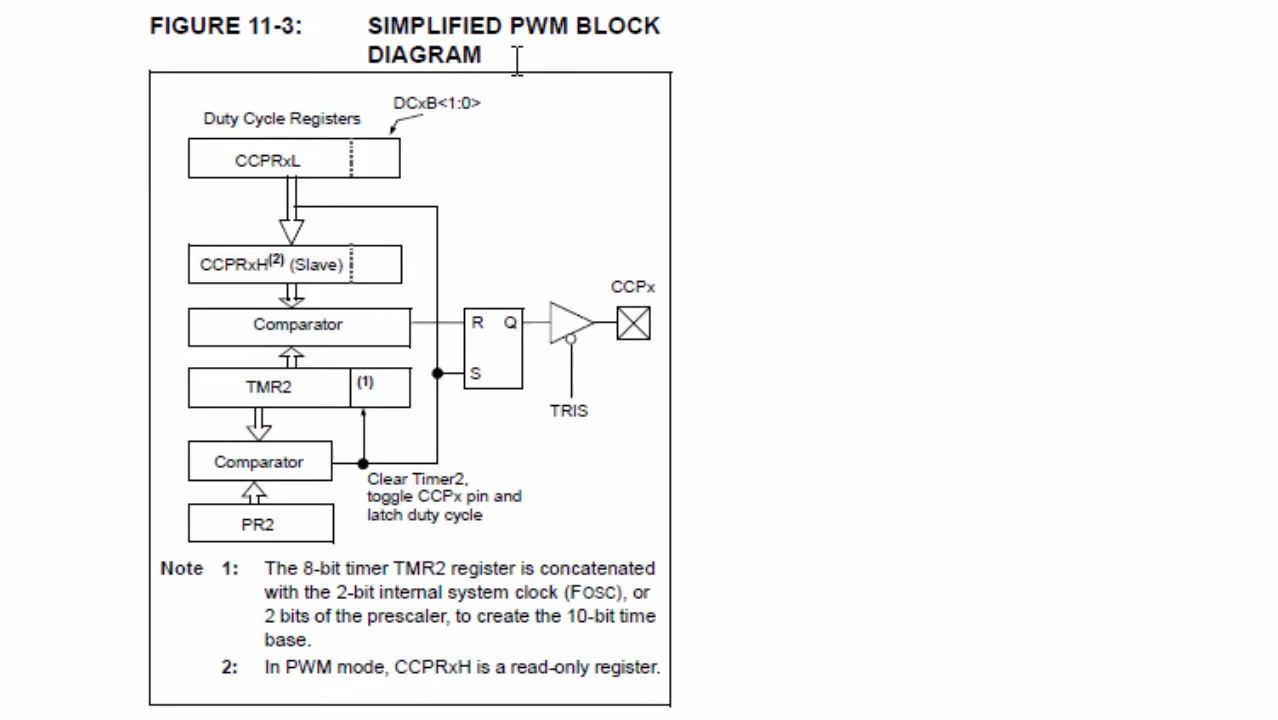 FIGURE 11-3: SIMPLIFIED PWM BLOCK
DIAGRAM
DCxB<1:0>
Duty Cycle Registers
CCPRxL
CCPRxH(2) (Slave)
CCPx
Comparator
R Q
TMR2 (1)
S
TRIS
Comparator
Clear Timer2,
toggle CCPx pin and
latch duty cycle
PR2
Note 1: The 8-bit timer TMR2 register is concatenated
with the 2-bit internal system clock (FOSC), or
2 bits of the prescaler, to create the 10-bit time
base.
2: In PWM mode, CCPRxH is a read-only register.